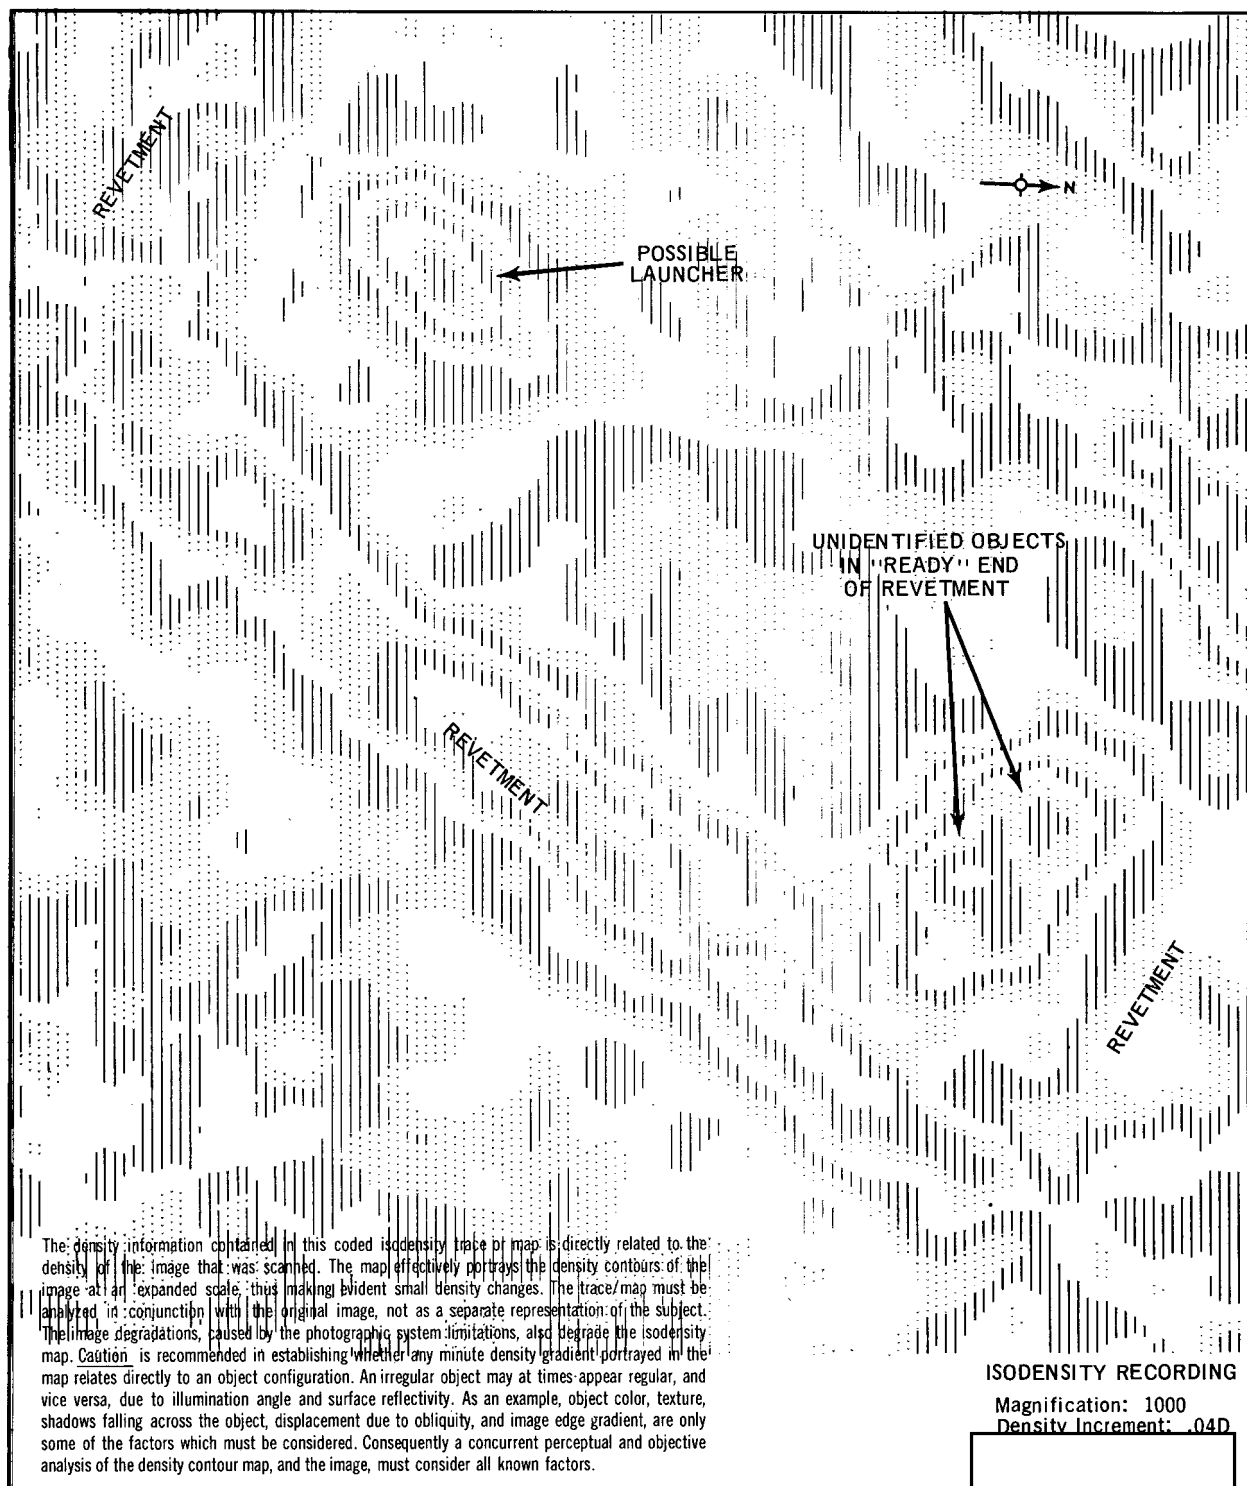 REVETMENT
N
POSSIBLE
LAUNCHER
UNIDENTIFIED OBJECTS
IN "READY" END
OF REVETMENT
REVETMENT
REVETMENT
The density information contained in this coded isodensity trace or map is directly related to the
density of the image that was scanned. The map effectively portrays the density contours of the
image at an expanded scale, thus making evident small density changes. The trace/map must be
analyzed in conjunction with the original image, not as a separate representation of the subject.
The image degradations, caused by the photographic system limitations, also degrade the isodensity
map. Caution is recommended in establishing whether any minute density gradient portrayed in the
map relates directly to an object configuration. An irregular object may at times appear regular, and
vice versa, due to illumination angle and surface reflectivity. As an example, object color, texture,
shadows falling across the object, displacement due to obliquity, and image edge gradient, are only
some of the factors which must be considered. Consequently a concurrent perceptual and objective
analysis of the density contour map, and the image, must consider all known factors.
ISODENSITY RECORDING
Magnification: 1000
Density Increment: .04D